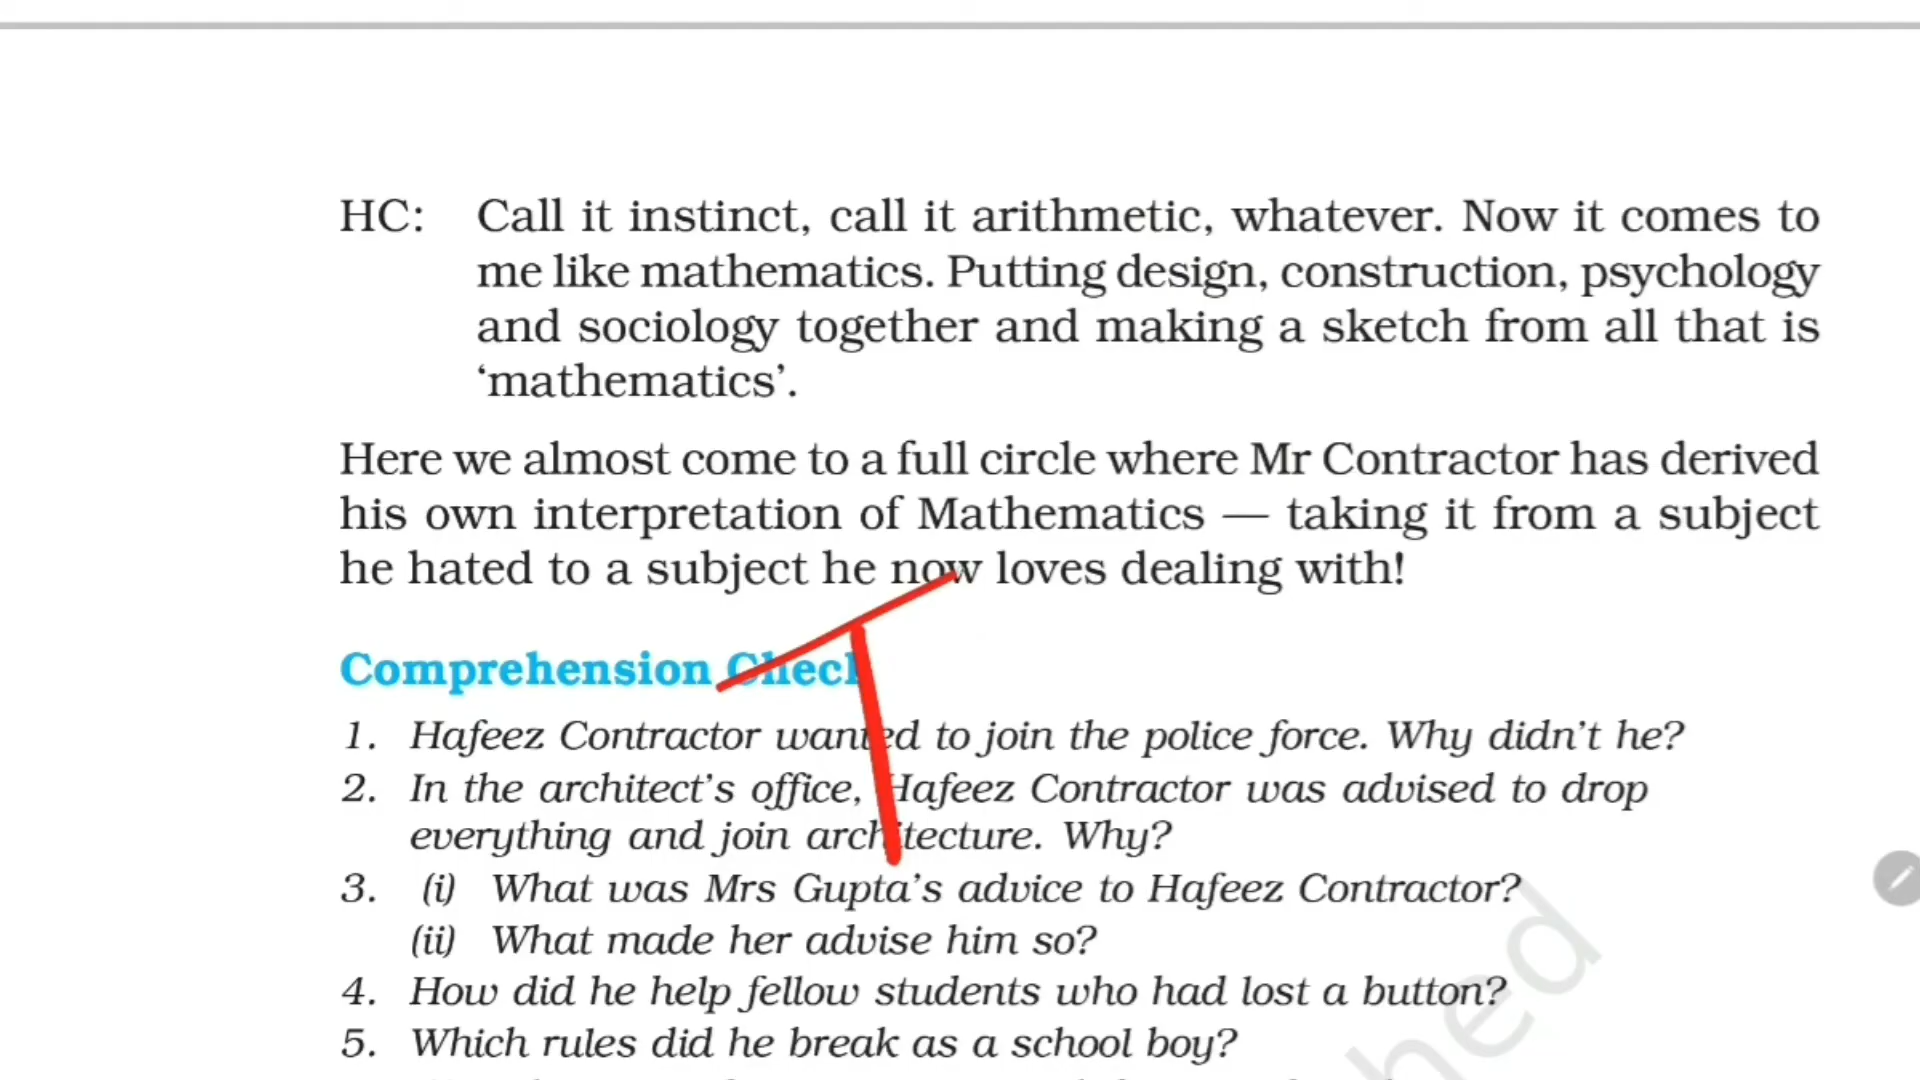 HC: Call it instinct, call it arithmetic, whatever. Now it comes to
me like mathematics. Putting design, construction, psychology
and sociology together and making a sketch from all that is
‘mathematics’.
Here we almost come to a full circle where Mr Contractor has derived
his own interpretation of Mathematics — taking it from a subject
he hated to a subject he now loves dealing with!
Comprehension Check
1. Hafeez Contractor wanted to join the police force. Why didn’t he?
2. In the architect’s office, Hafeez Contractor was advised to drop
everything and join architecture. Why?
3. (i) What was Mrs Gupta’s advice to Hafeez Contractor?
(ii) What made her advise him so?
4. How did he help fellow students who had lost a button?
5. Which rules did he break as a school boy?